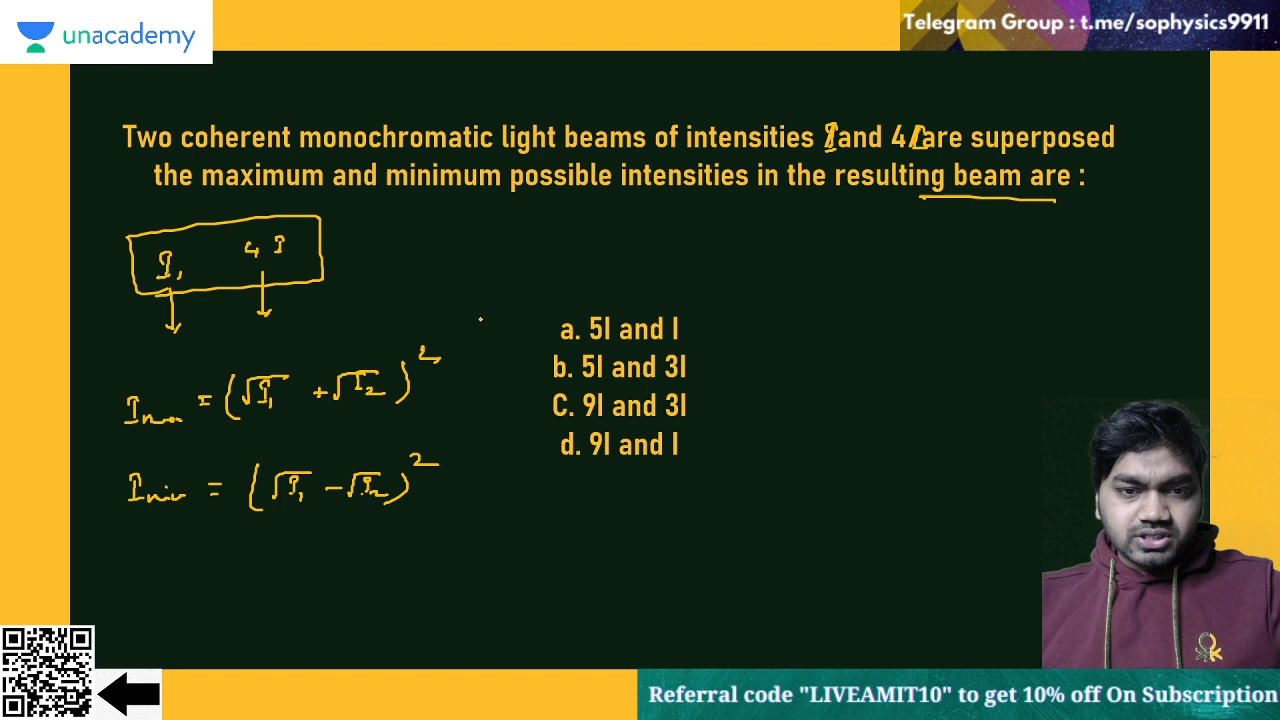 unacademy
Telegram Group : t.me/sophysics9911
Two coherent monochromatic light beams of intensities I and 4I are superposed
the maximum and minimum possible intensities in the resulting beam are :
I₁ 4 I
Imax = (√I₁ + √I₂)²
Imin = (√I₁ − √I₂)²
a. 5I and I
b. 5I and 3I
C. 9I and 3I
d. 9I and I
Referral code "LIVEAMIT10" to get 10% off On Subscription